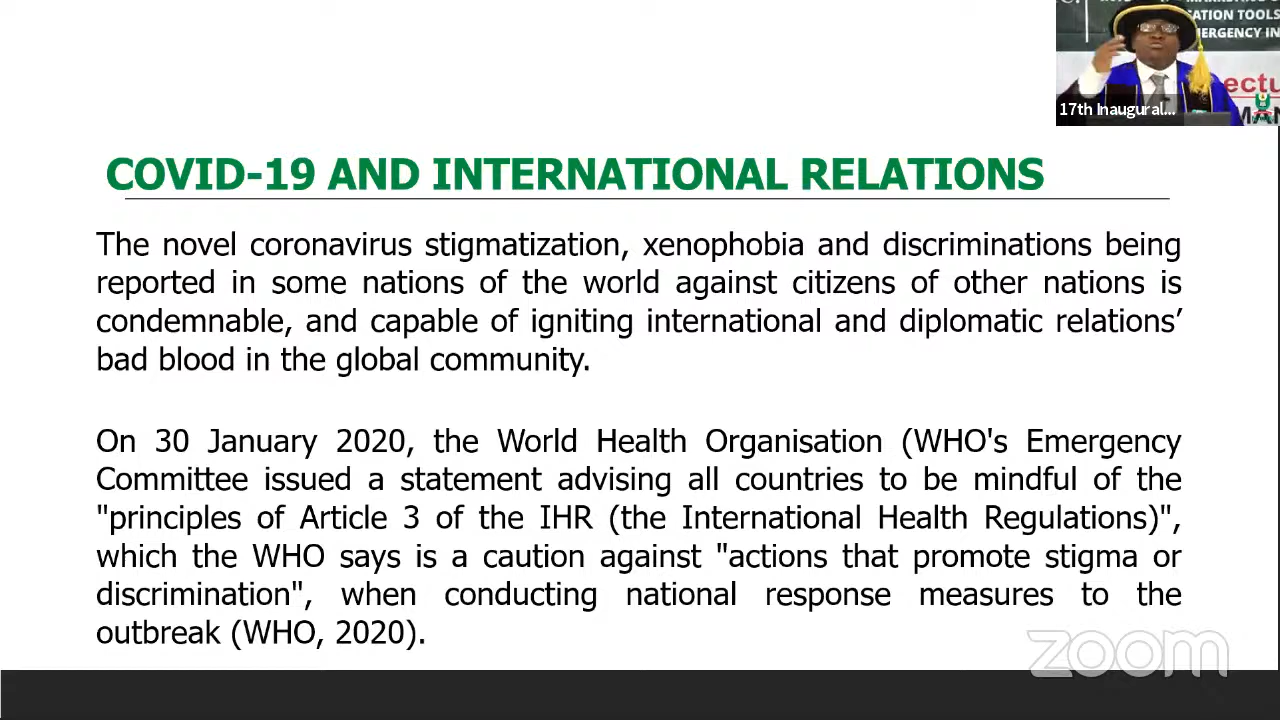 MARKETING
ATION TOOLS
ERGENCY IN
ectu
17th Inaugural...
COVID-19 AND INTERNATIONAL RELATIONS
The novel coronavirus stigmatization, xenophobia and discriminations being
reported in some nations of the world against citizens of other nations is
condemnable, and capable of igniting international and diplomatic relations’
bad blood in the global community.
On 30 January 2020, the World Health Organisation (WHO's Emergency
Committee issued a statement advising all countries to be mindful of the
"principles of Article 3 of the IHR (the International Health Regulations)",
which the WHO says is a caution against "actions that promote stigma or
discrimination", when conducting national response measures to the
outbreak (WHO, 2020).
zoom